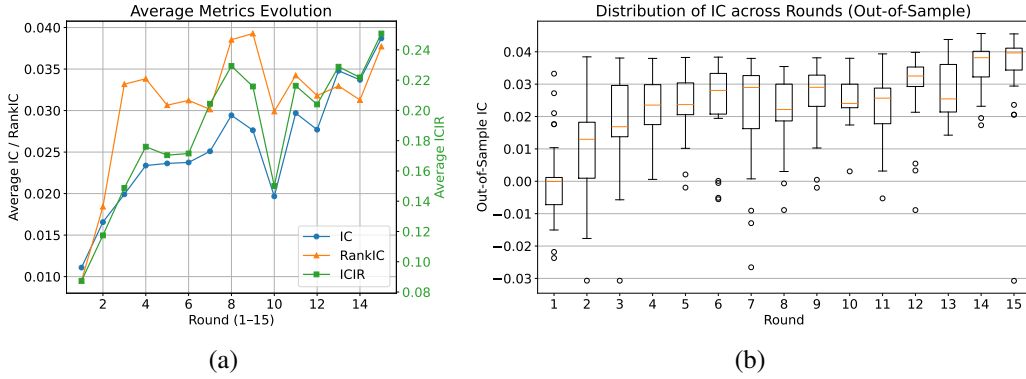 Average Metrics Evolution
Average IC / RankIC
0.040
0.035
0.030
0.025
0.020
0.015
0.010
0.24
0.22
0.20
0.18
0.16
0.14
0.12
0.10
0.08
Average ICIR
IC
RankIC
ICIR
2 4 6 8 10 12 14
Round (1–15)
(a)
Distribution of IC across Rounds (Out-of-Sample)
Out-of-Sample IC
0.04
0.03
0.02
0.01
0.00
−0.01
−0.02
−0.03
1 2 3 4 5 6 7 8 9 10 11 12 13 14 15
Round
(b)